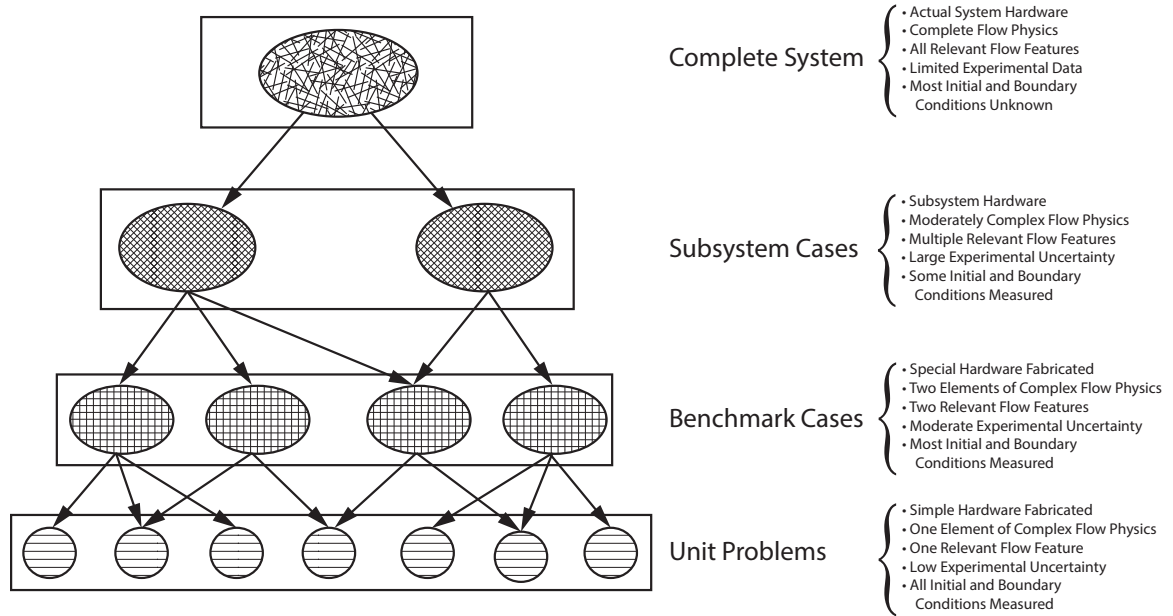 Complete System
• Actual System Hardware
• Complete Flow Physics
• All Relevant Flow Features
• Limited Experimental Data
• Most Initial and Boundary
Conditions Unknown
Subsystem Cases
• Subsystem Hardware
• Moderately Complex Flow Physics
• Multiple Relevant Flow Features
• Large Experimental Uncertainty
• Some Initial and Boundary
Conditions Measured
Benchmark Cases
• Special Hardware Fabricated
• Two Elements of Complex Flow Physics
• Two Relevant Flow Features
• Moderate Experimental Uncertainty
• Most Initial and Boundary
Conditions Measured
Unit Problems
• Simple Hardware Fabricated
• One Element of Complex Flow Physics
• One Relevant Flow Feature
• Low Experimental Uncertainty
• All Initial and Boundary
Conditions Measured